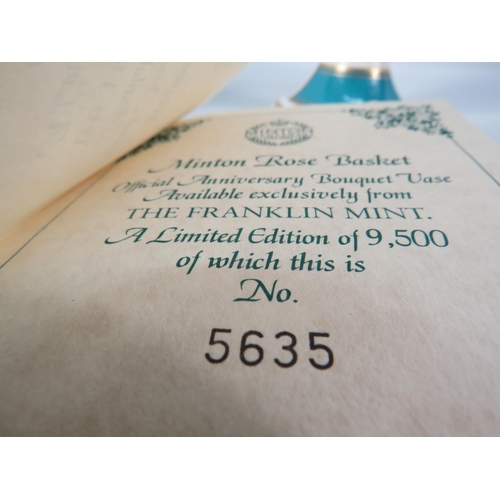 MINTON
Minton Rose Basket
Official Anniversary Bouquet Vase
Available exclusively from
THE FRANKLIN MINT.
A Limited Edition of 9,500
of which this is
No.
5635